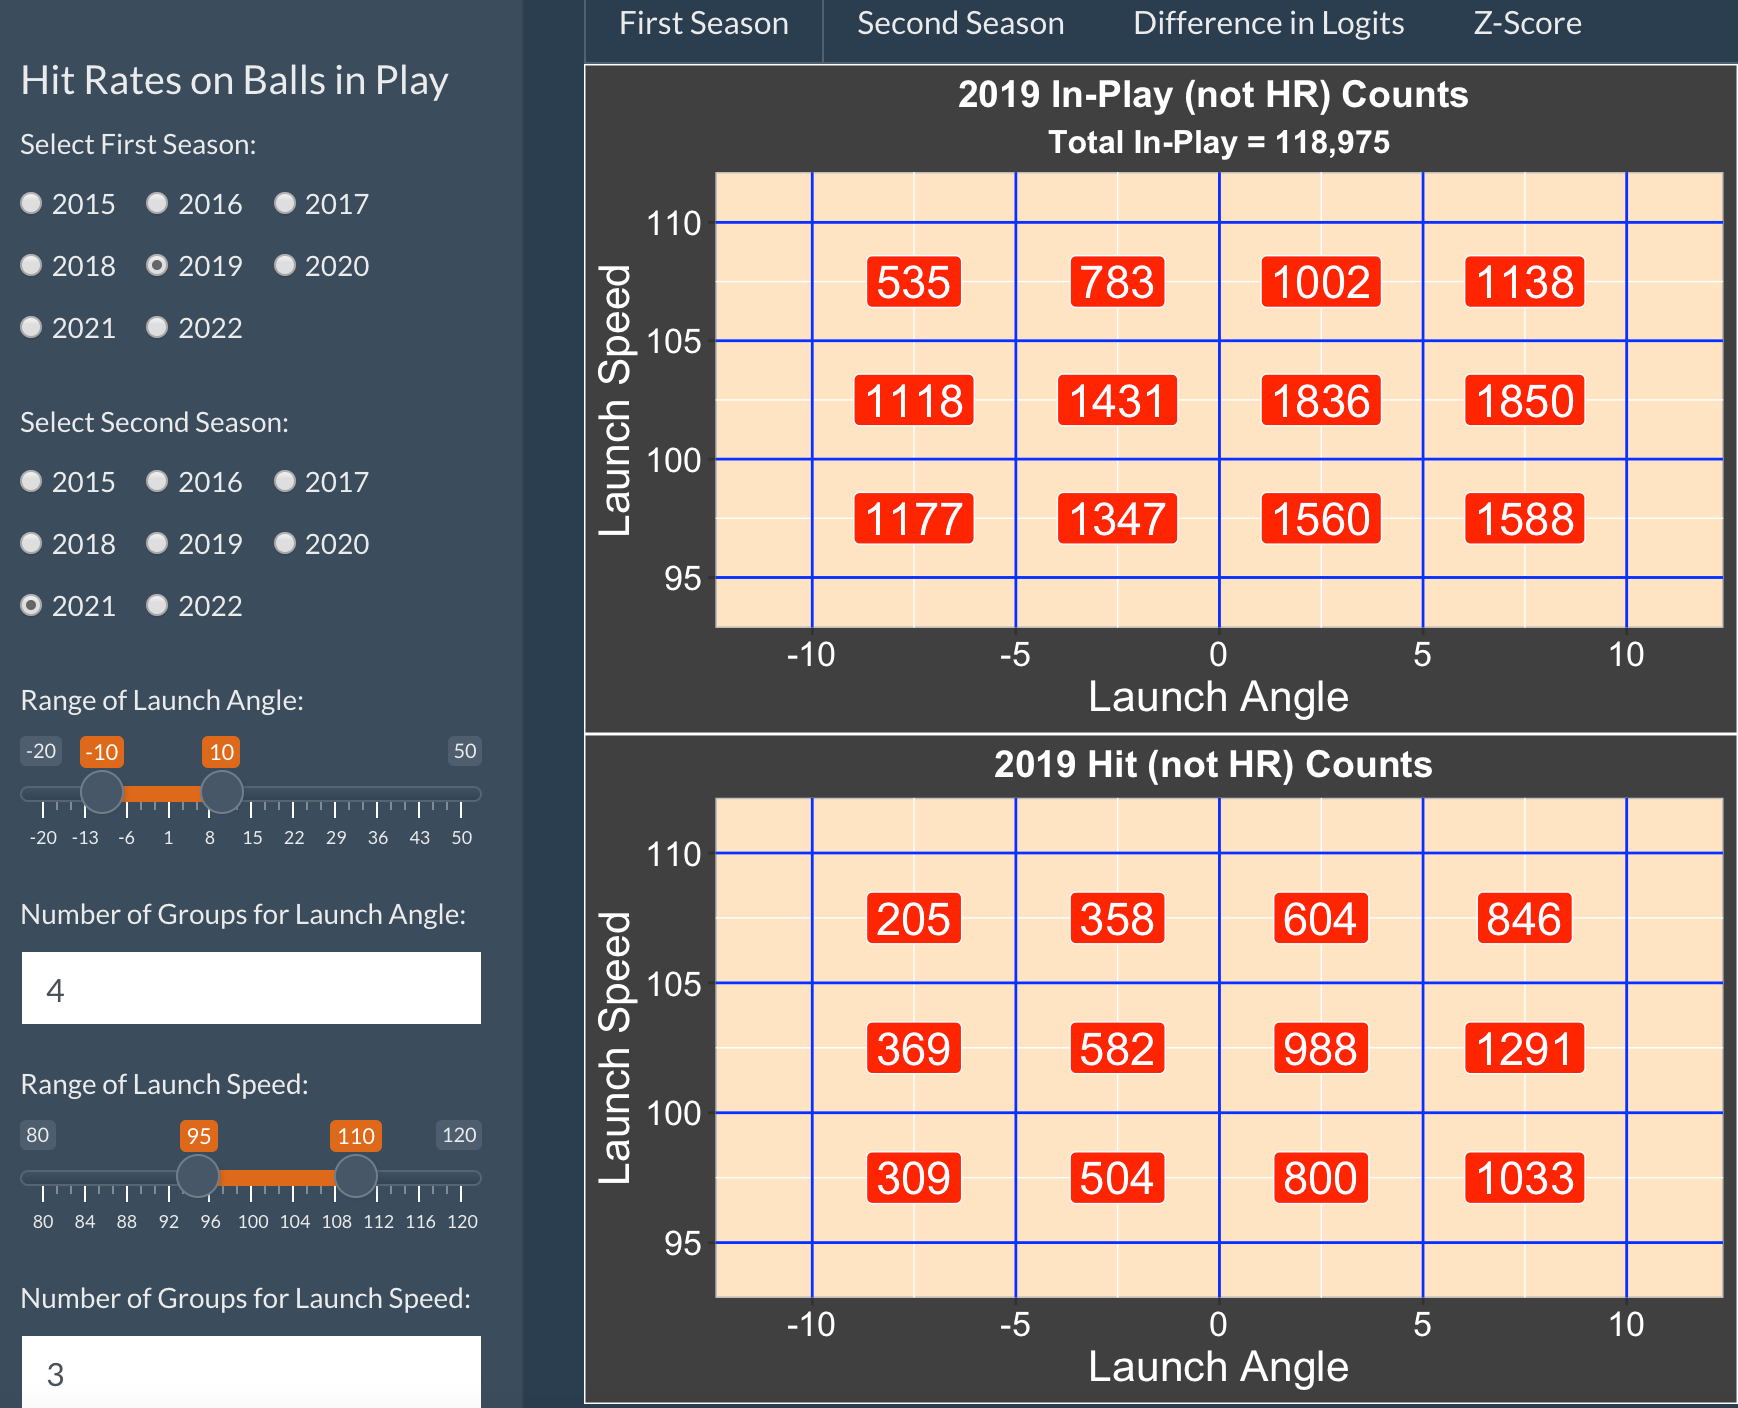 Hit Rates on Balls in Play
Select First Season:
2015 2016 2017
2018 2019 2020
2021 2022
Select Second Season:
2015 2016 2017
2018 2019 2020
2021 2022
Range of Launch Angle:
-20 -10 10 50
-20 -13 -6 1 8 15 22 29 36 43 50
Number of Groups for Launch Angle:
4
Range of Launch Speed:
80 95 110 120
80 84 88 92 96 100 104 108 112 116 120
Number of Groups for Launch Speed:
3
First Season Second Season Difference in Logits Z-Score
2019 In-Play (not HR) Counts
Total In-Play = 118,975
Launch Speed
110
535 783 1002 1138
105
1118 1431 1836 1850
100
1177 1347 1560 1588
95
-10 -5 0 5 10
Launch Angle
2019 Hit (not HR) Counts
Launch Speed
110
205 358 604 846
105
369 582 988 1291
100
309 504 800 1033
95
-10 -5 0 5 10
Launch Angle